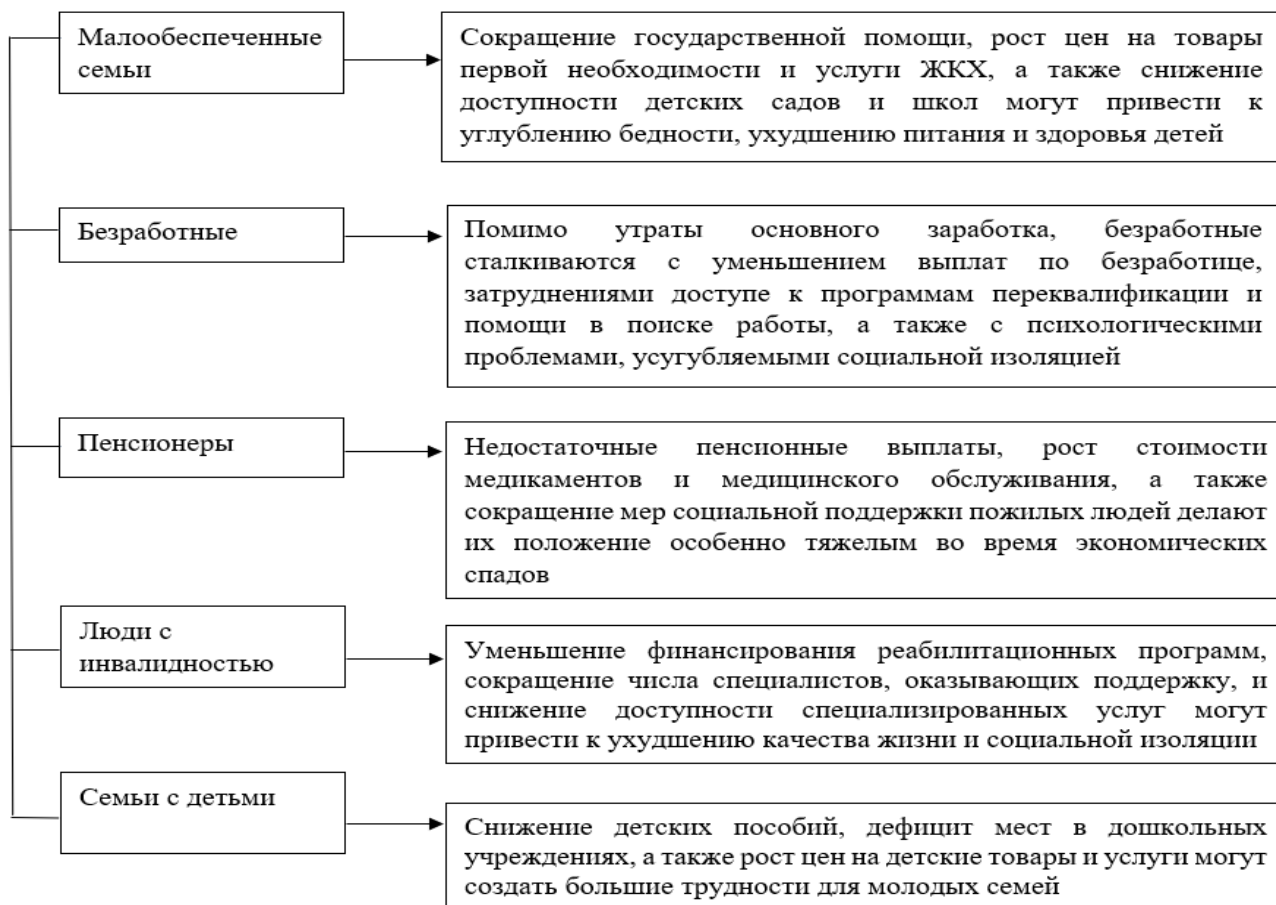 Малообеспеченные
семьи
Сокращение государственной помощи, рост цен на товары
первой необходимости и услуги ЖКХ, а также снижение
доступности детских садов и школ могут привести к
углублению бедности, ухудшению питания и здоровья детей
Безработные
Помимо утраты основного заработка, безработные
сталкиваются с уменьшением выплат по безработице,
затруднениями доступе к программам переквалификации и
помощи в поиске работы, а также с психологическими
проблемами, усугубляемыми социальной изоляцией
Пенсионеры
Недостаточные пенсионные выплаты, рост стоимости
медикаментов и медицинского обслуживания, а также
сокращение мер социальной поддержки пожилых людей делают
их положение особенно тяжелым во время экономических
спадов
Люди с
инвалидностью
Уменьшение финансирования реабилитационных программ,
сокращение числа специалистов, оказывающих поддержку, и
снижение доступности специализированных услуг могут
привести к ухудшению качества жизни и социальной изоляции
Семьи с детьми
Снижение детских пособий, дефицит мест в дошкольных
учреждениях, а также рост цен на детские товары и услуги могут
создать большие трудности для молодых семей